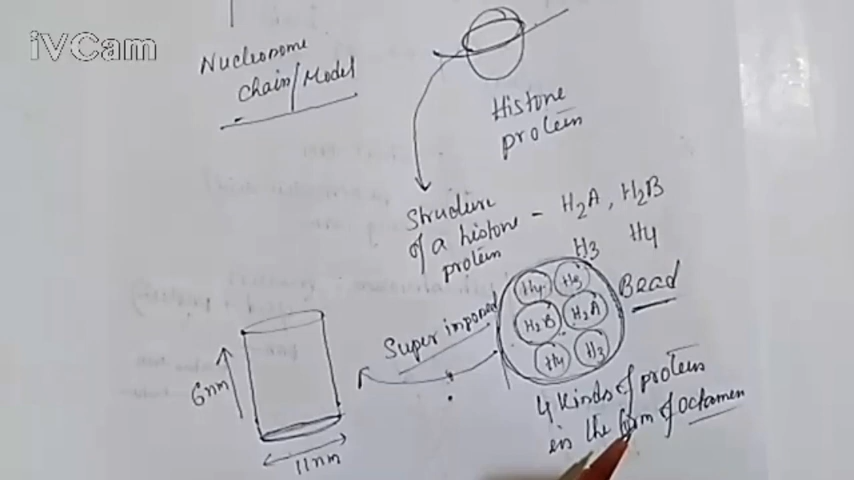 iVCam
Nucleosome
chain/Model
Histone
protein
Structure
of a histone - H2A, H2B
protein
H3 H4
H4 H3
Bead
H2B H2A
H4 H3
Super imposed
6nm
11nm
4 Kinds of protein
in the form of octamer